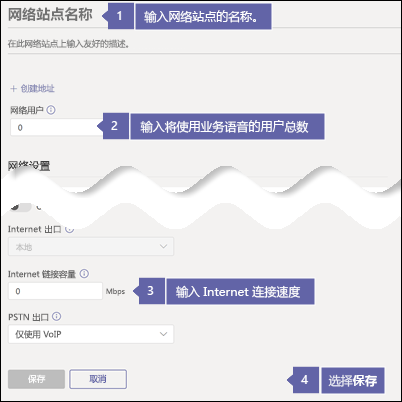 网络站点名称
1 输入网络站点的名称。
在此网络站点上输入友好的描述。
+ 创建地址
网络用户
0
2 输入将使用业务语音的用户总数
网络设置
Internet 出口
本地
Internet 链接容量
0 Mbps
3 输入 Internet 连接速度
PSTN 出口
仅使用 VoIP
保存 取消
4 选择保存